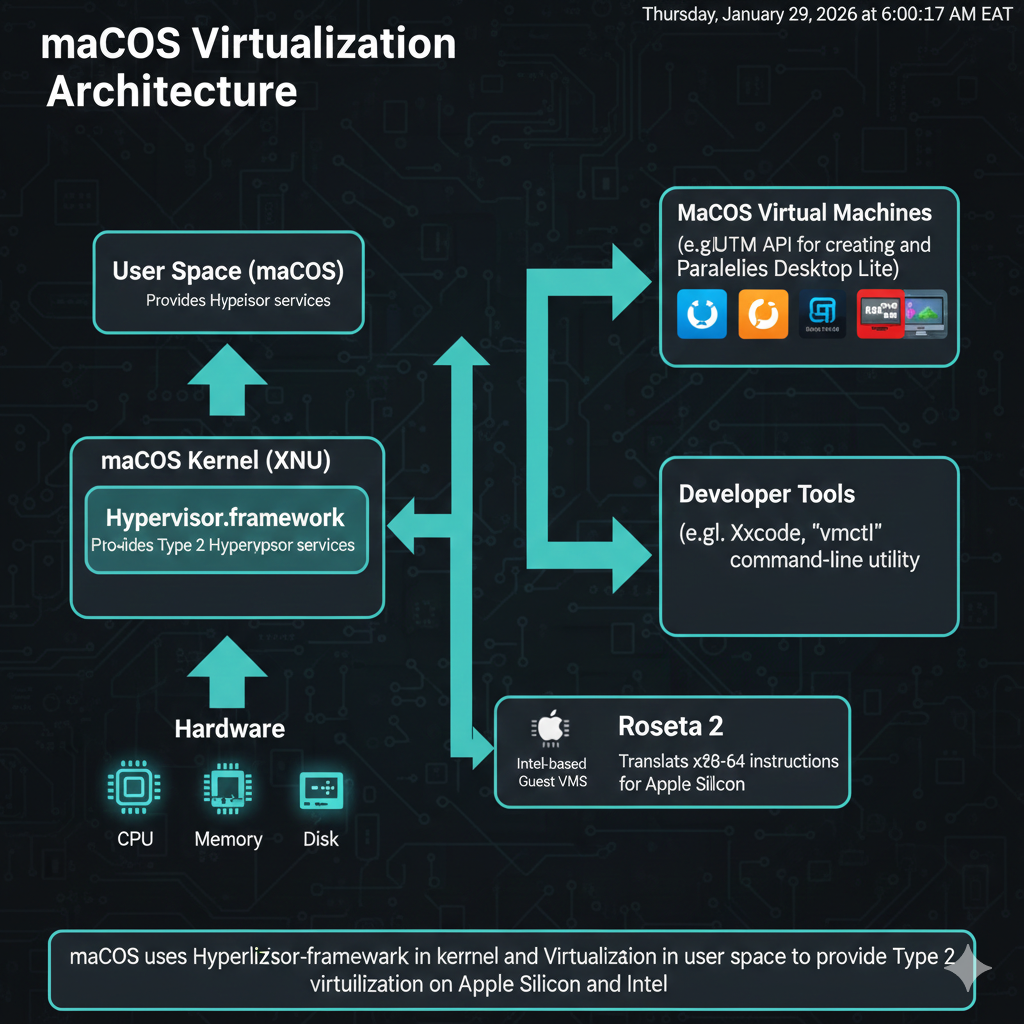 Thursday, January 29, 2026 at 6:00:17 AM EAT
maCOS Virtualization
Architecture
User Space (maCOS)
Provides Hypeisor services
maCOS Kernel (XNU)
Hypervisor.framework
Pro-ides Type 2 Hyperypsor services
Hardware
CPU
Memory
Disk
MaCOS Virtual Machines
(e.g|UTM API for creating and
Paralelies Desktop Lite)
Developer Tools
(e.gl. Xxcode, "vmctl"
command-line utility
Intel-based
Guest VMS
Roseta 2
Translats x28-64 instructions
for Apple Silcon
maCOS uses Hyperlizsor-framewark in kerrnel and Virtualization in user space to provide Type 2
virtuilization on Apple Silicon and Intel